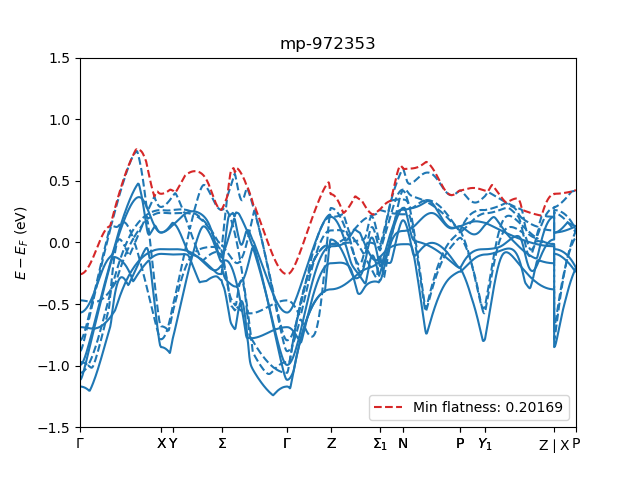 mp-972353
1.5
1.0
0.5
0.0
−0.5
−1.0
−1.5
E − E_F (eV)
Min flatness: 0.20169
Γ X Y Σ Γ Z Σ₁ N P Y₁ Z | X P